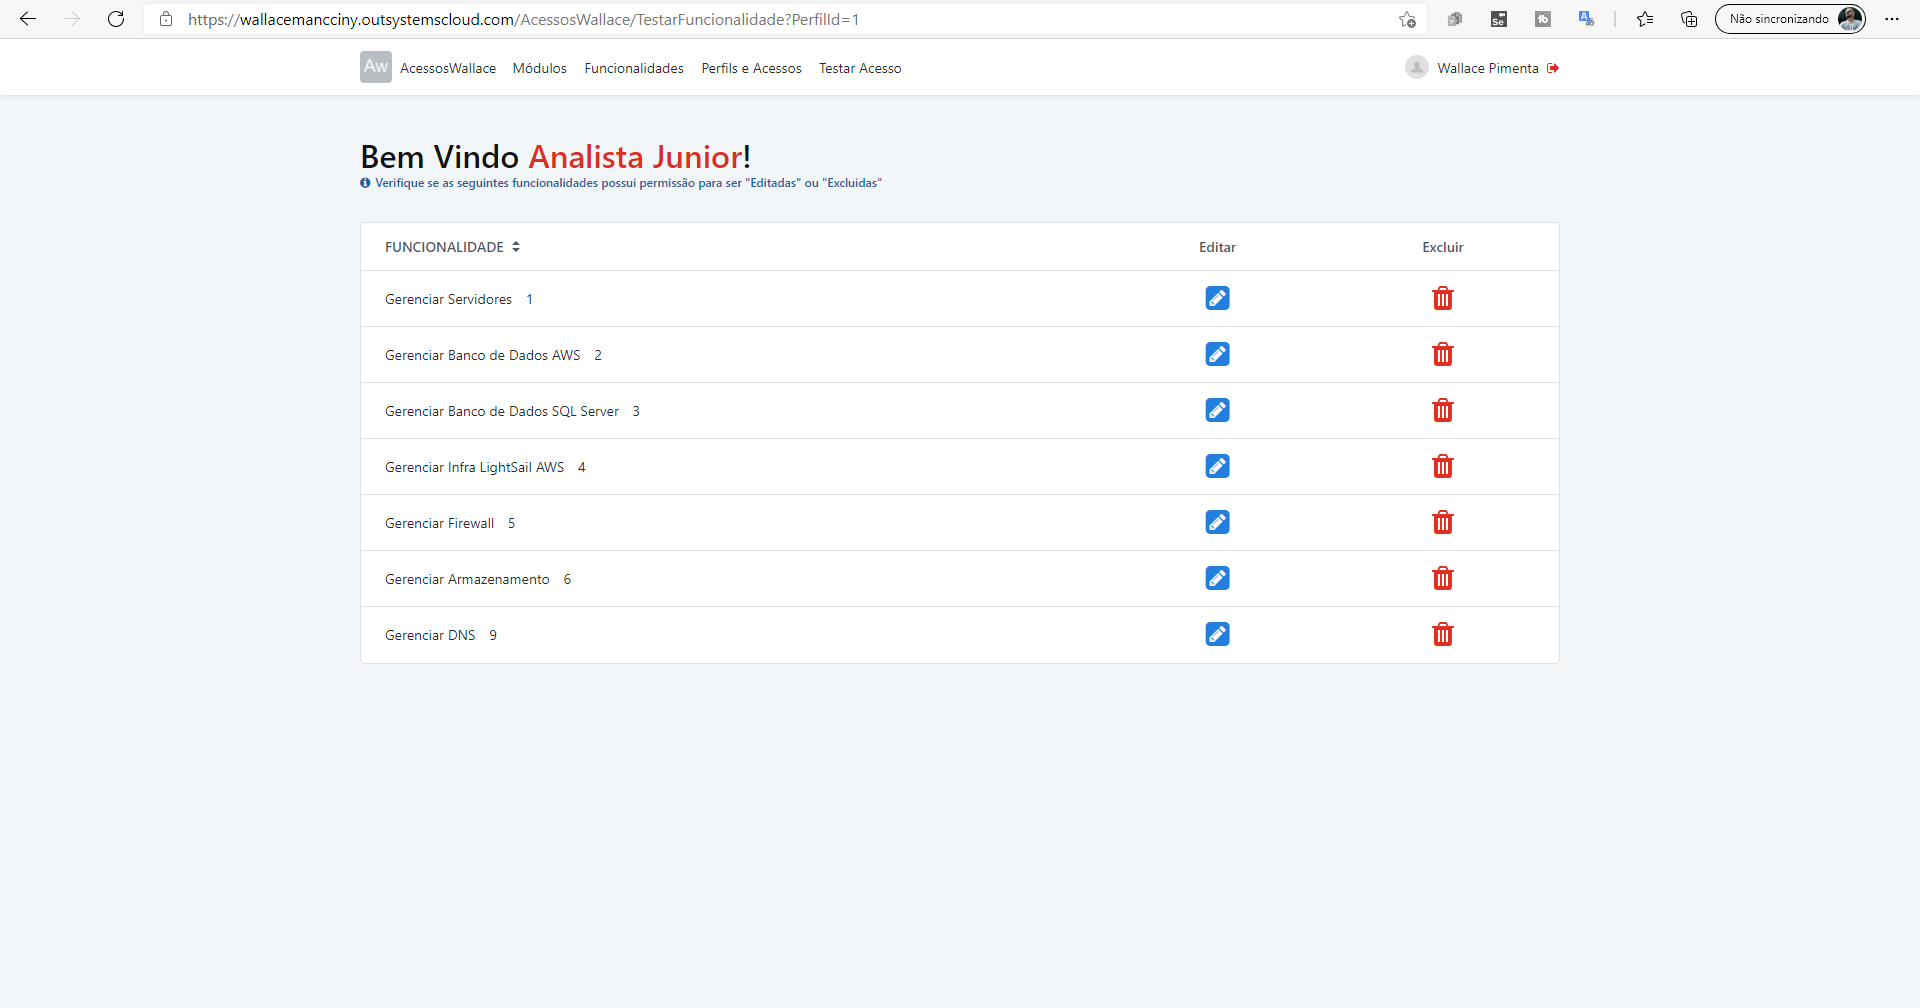 https://wallacemancciny.outsystemscloud.com/AcessosWallace/TestarFuncionalidade?PerfilId=1
Se
tb
Não sincronizando
Aw AcessosWallace Módulos Funcionalidades Perfils e Acessos Testar Acesso
Wallace Pimenta
Bem Vindo Analista Junior!
Verifique se as seguintes funcionalidades possui permissão para ser "Editadas" ou "Excluidas"
FUNCIONALIDADE Editar Excluir
Gerenciar Servidores 1
Gerenciar Banco de Dados AWS 2
Gerenciar Banco de Dados SQL Server 3
Gerenciar Infra LightSail AWS 4
Gerenciar Firewall 5
Gerenciar Armazenamento 6
Gerenciar DNS 9